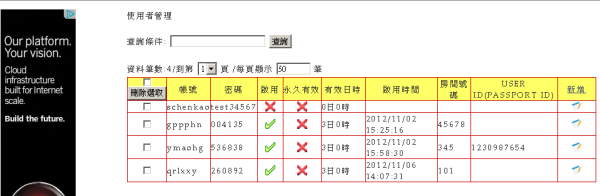 Our platform.
Your vision.
Cloud
infrastructure
built for Internet
scale.
Build the future.
使用者管理
查詢條件: 查詢
資料筆數:4/到第 1 頁 /每頁顯示 50 筆
刪除選取 帳號 密碼 啟用 永久有效 有效日時 啟用時間 房間號碼 USER ID(PASSPORT ID) 新增
schenkaotest34567 0日0時
gppphn 004135 3日0時 2012/11/02 15:25:16 45678
ymaohg 536838 3日0時 2012/11/02 15:58:30 345 1230987654
qrlxxy 260892 3日0時 2012/11/06 14:07:31 101